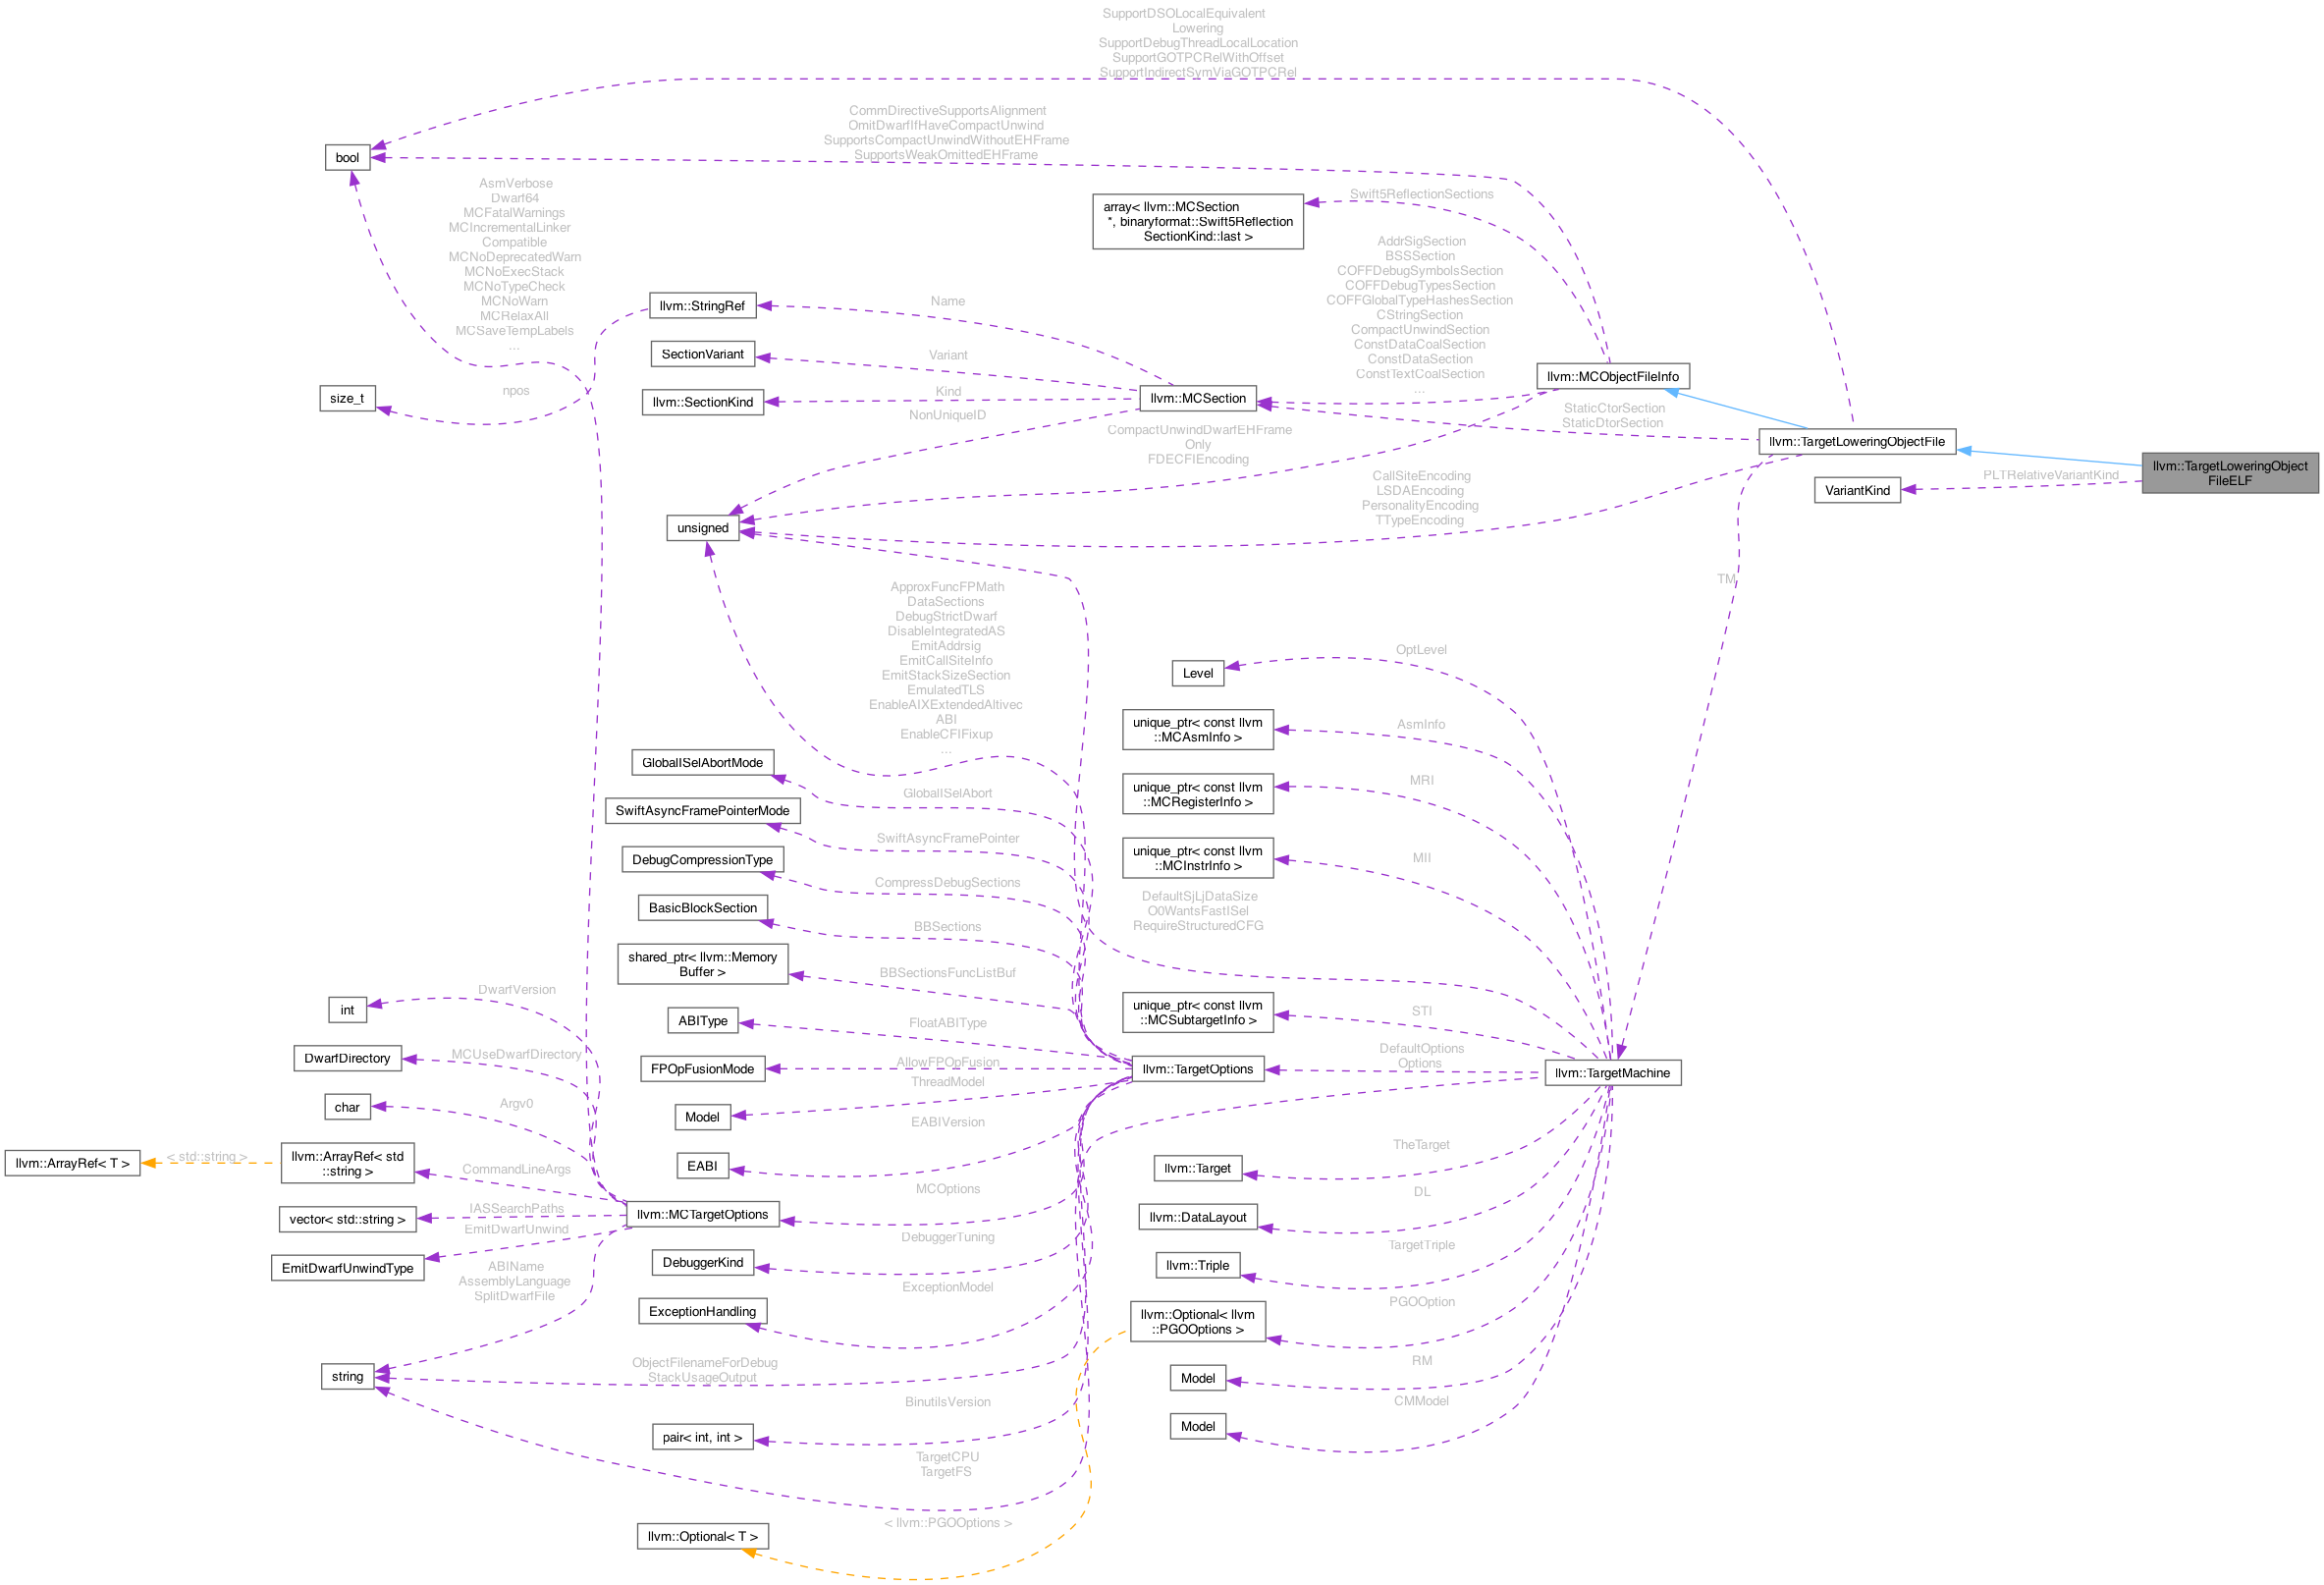 SupportDSOLocalEquivalent
Lowering
SupportDebugThreadLocalLocation
SupportGOTPCRelWithOffset
SupportIndirectSymViaGOTPCRel
CommDirectiveSupportsAlignment
OmitDwarfIfHaveCompactUnwind
SupportsCompactUnwindWithoutEHFrame
SupportsWeakOmittedEHFrame
bool
AsmVerbose
Dwarf64
MCFatalWarnings
MCIncrementalLinker
Compatible
MCNoDeprecatedWarn
MCNoExecStack
MCNoTypeCheck
MCNoWarn
MCRelaxAll
MCSaveTempLabels
...
array< llvm::MCSection
*, binaryformat::Swift5Reflection
SectionKind::last >
Swift5ReflectionSections
AddrSigSection
BSSSection
COFFDebugSymbolsSection
COFFDebugTypesSection
COFFGlobalTypeHashesSection
CStringSection
CompactUnwindSection
ConstDataCoalSection
ConstDataSection
ConstTextCoalSection
...
llvm::StringRef
Name
SectionVariant
Variant
llvm::SectionKind
Kind
NonUniqueID
size_t
npos
llvm::MCSection
llvm::MCObjectFileInfo
StaticCtorSection
StaticDtorSection
CompactUnwindDwarfEHFrame
Only
FDECFIEncoding
llvm::TargetLoweringObjectFile
llvm::TargetLoweringObject
FileELF
PLTRelativeVariantKind
VariantKind
CallSiteEncoding
LSDAEncoding
PersonalityEncoding
TTypeEncoding
unsigned
TM
ApproxFuncFPMath
DataSections
DebugStrictDwarf
DisableIntegratedAS
EmitAddrsig
EmitCallSiteInfo
EmitStackSizeSection
EmulatedTLS
EnableAIXExtendedAltivec
ABI
EnableCFIFixup
...
Level
OptLevel
unique_ptr< const llvm
::MCAsmInfo >
AsmInfo
unique_ptr< const llvm
::MCRegisterInfo >
MRI
unique_ptr< const llvm
::MCInstrInfo >
MII
DefaultSjLjDataSize
O0WantsFastISel
RequireStructuredCFG
unique_ptr< const llvm
::MCSubtargetInfo >
STI
GlobalISelAbortMode
GlobalISelAbort
SwiftAsyncFramePointerMode
SwiftAsyncFramePointer
DebugCompressionType
CompressDebugSections
BasicBlockSection
BBSections
shared_ptr< llvm::Memory
Buffer >
BBSectionsFuncListBuf
ABIType
FloatABIType
FPOpFusionMode
AllowFPOpFusion
Model
ThreadModel
EABI
EABIVersion
llvm::TargetOptions
DefaultOptions
Options
llvm::TargetMachine
int
DwarfVersion
DwarfDirectory
MCUseDwarfDirectory
char
Argv0
llvm::ArrayRef< T >
< std::string >
llvm::ArrayRef< std
::string >
CommandLineArgs
vector< std::string >
IASSearchPaths
EmitDwarfUnwindType
EmitDwarfUnwind
ABIName
AssemblyLanguage
SplitDwarfFile
string
llvm::MCTargetOptions
MCOptions
DebuggerKind
DebuggerTuning
ExceptionHandling
ExceptionModel
ObjectFilenameForDebug
StackUsageOutput
pair< int, int >
BinutilsVersion
TargetCPU
TargetFS
llvm::Target
TheTarget
llvm::DataLayout
DL
llvm::Triple
TargetTriple
llvm::Optional< llvm
::PGOOptions >
PGOOption
Model
RM
Model
CMModel
llvm::Optional< T >
< llvm::PGOOptions >